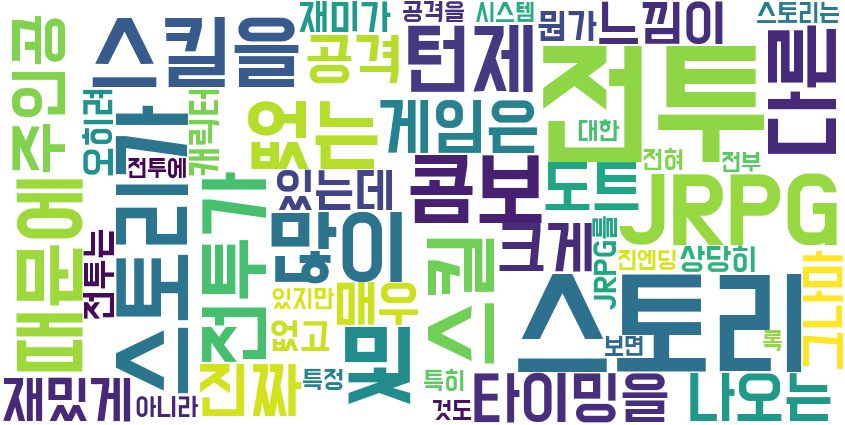 재미가
공격을
시스템
스토리는
스킬을
공격
턴제
뭔가
느낌이
주인공
오히려
캐릭터
없는
게임은
전투
대한
다른
전투에
스토리가
있는데
콤보
도트
전혀
전부
때문에
전투는
전투가
많이
스킬
크게
JRPG
JRPG를
진엔딩
상당히
그나마
있지만
매우
없고
및
스토리
보면
록
재밌게
아니라
진짜
특정
특히
것도
타이밍을
나오는